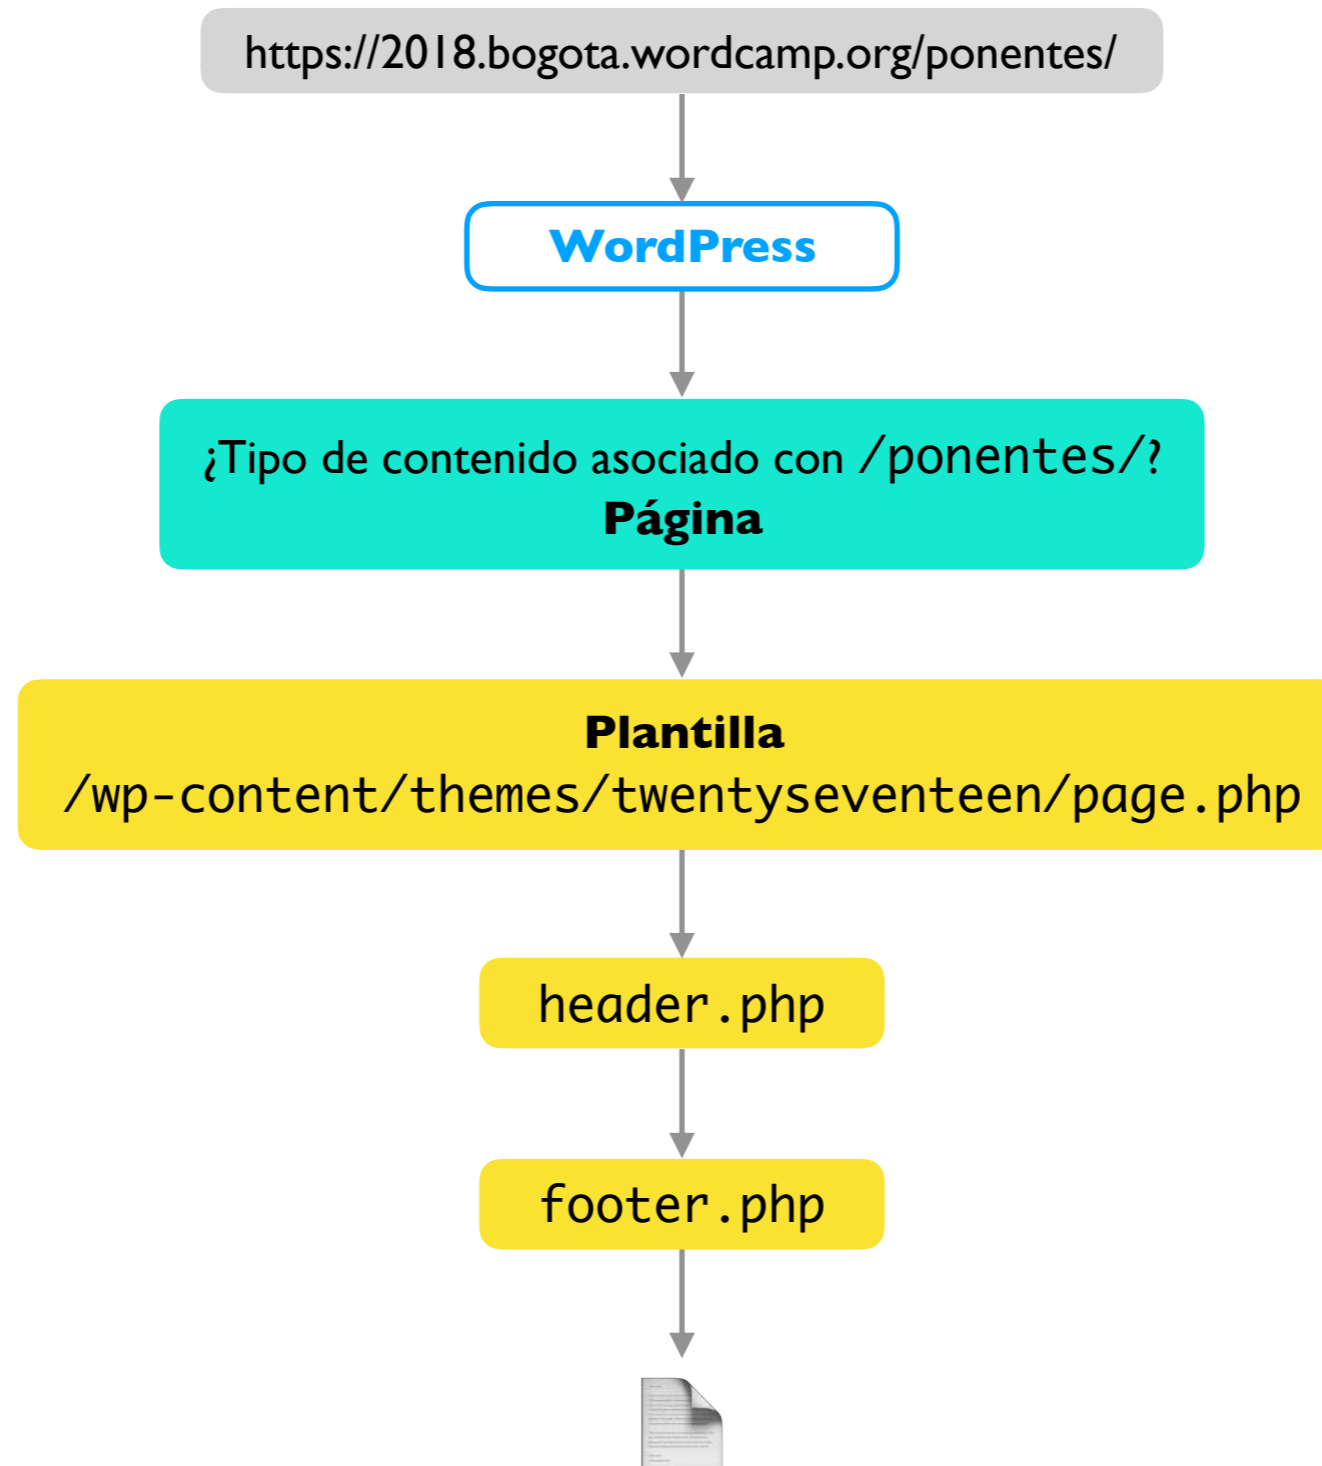 https://2018.bogota.wordcamp.org/ponentes/
WordPress
¿Tipo de contenido asociado con /ponentes/?
Página
Plantilla
/wp-content/themes/twentyseventeen/page.php
header.php
footer.php